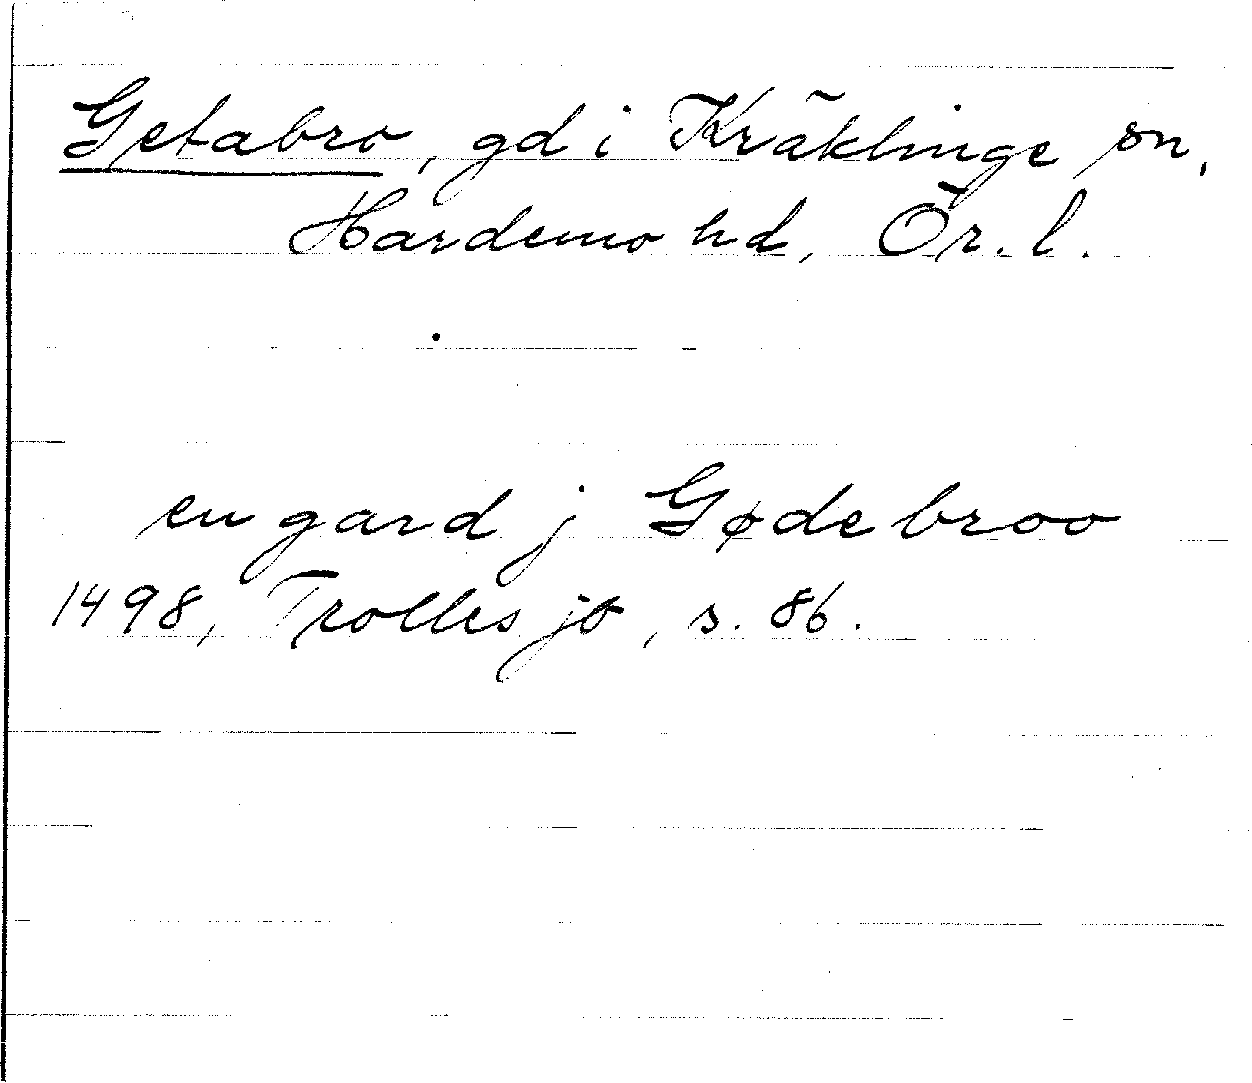 Getabro, gd i Kräklinge sn,
Hardemo hd, Ör. l.
en gard j Gødebroo
1498, Trolles jb, s. 86.